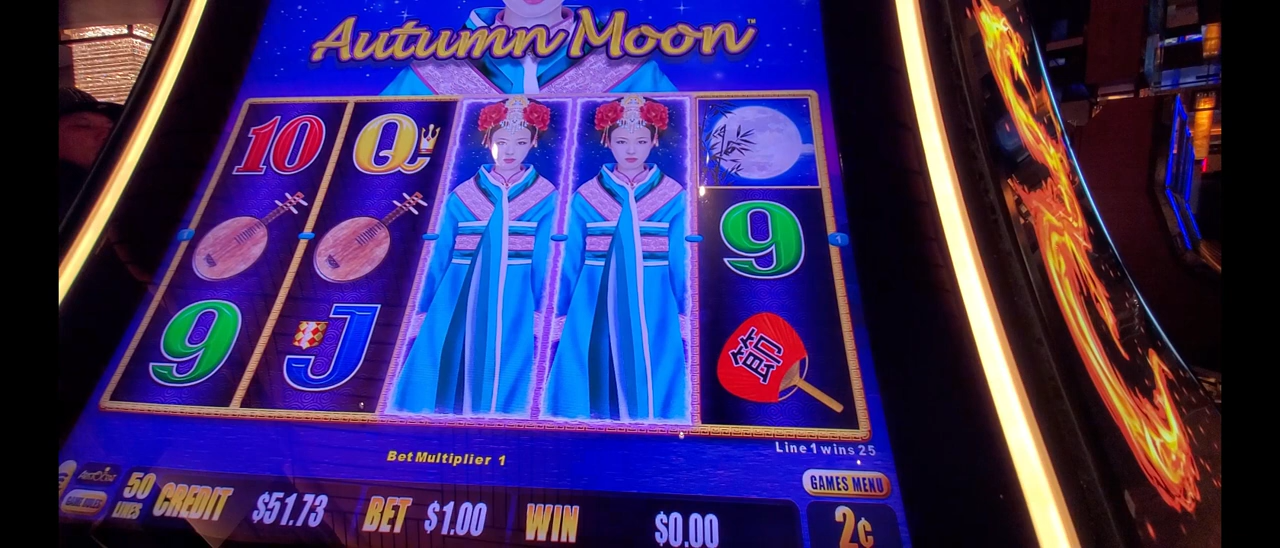 Autumn Moon™
10 Q
9
9 J
節
Bet Multiplier 1
Line 1 wins 25
50 LINES
CREDIT $51.73 BET $1.00 WIN $0.00
GAMES MENU
2¢